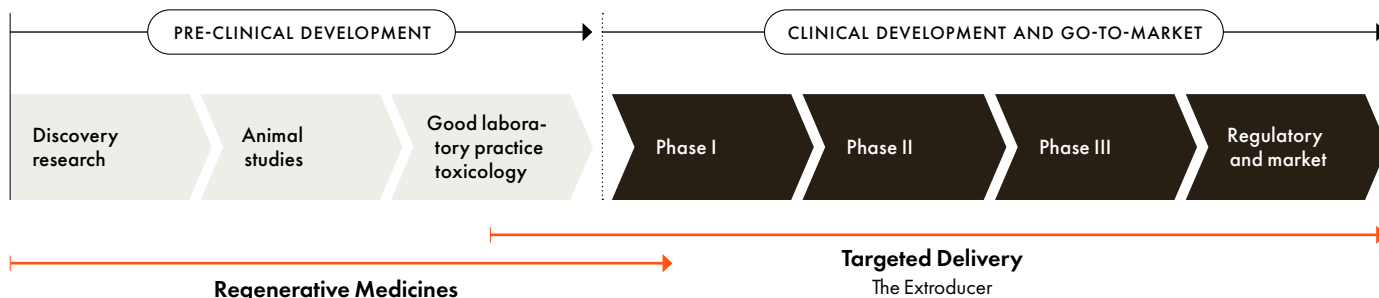 PRE-CLINICAL DEVELOPMENT
CLINICAL DEVELOPMENT AND GO-TO-MARKET
Discovery
research
Animal
studies
Good labora-
tory practice
toxicology
Phase I
Phase II
Phase III
Regulatory
and market
Targeted Delivery
The Extroducer
Regenerative Medicines